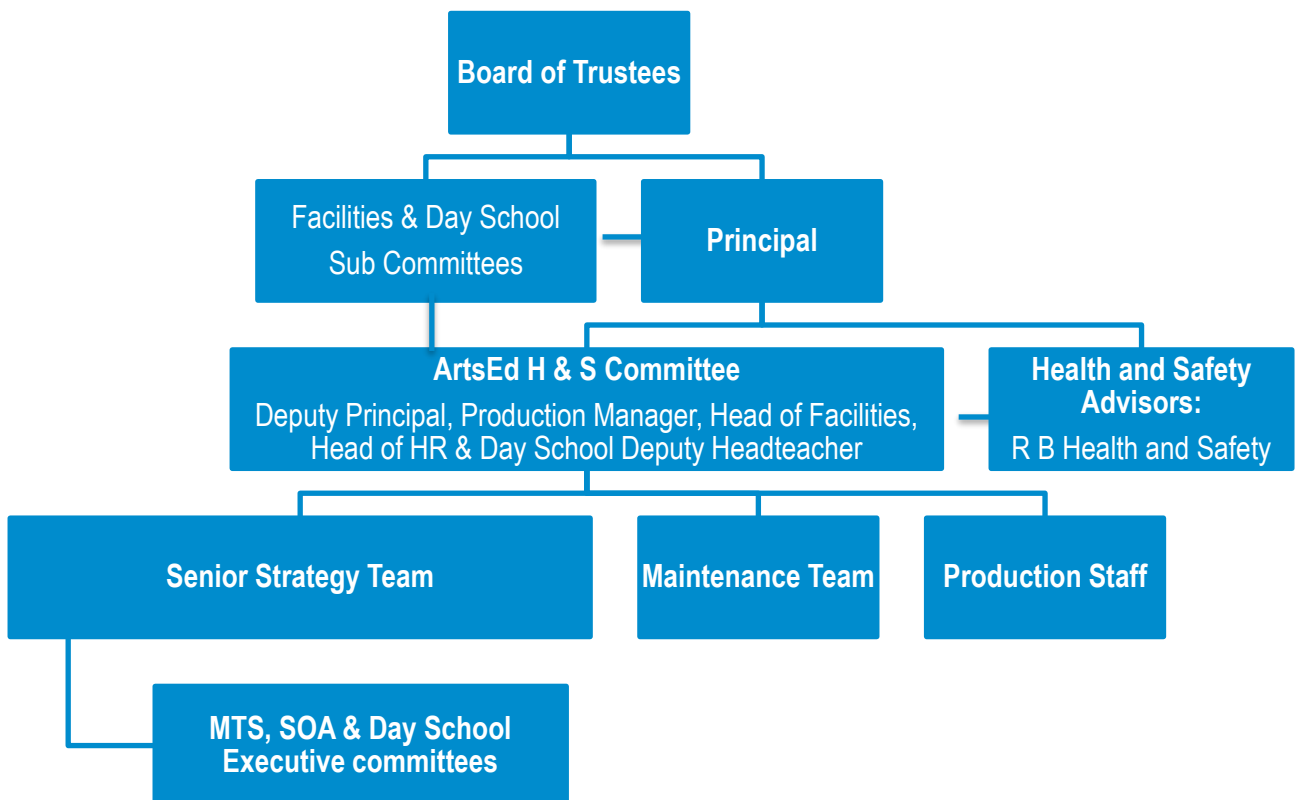 Board of Trustees
Facilities & Day School
Sub Committees
Principal
ArtsEd H & S Committee
Deputy Principal, Production Manager, Head of Facilities,
Head of HR & Day School Deputy Headteacher
Health and Safety
Advisors:
R B Health and Safety
Senior Strategy Team
Maintenance Team
Production Staff
MTS, SOA & Day School
Executive committees